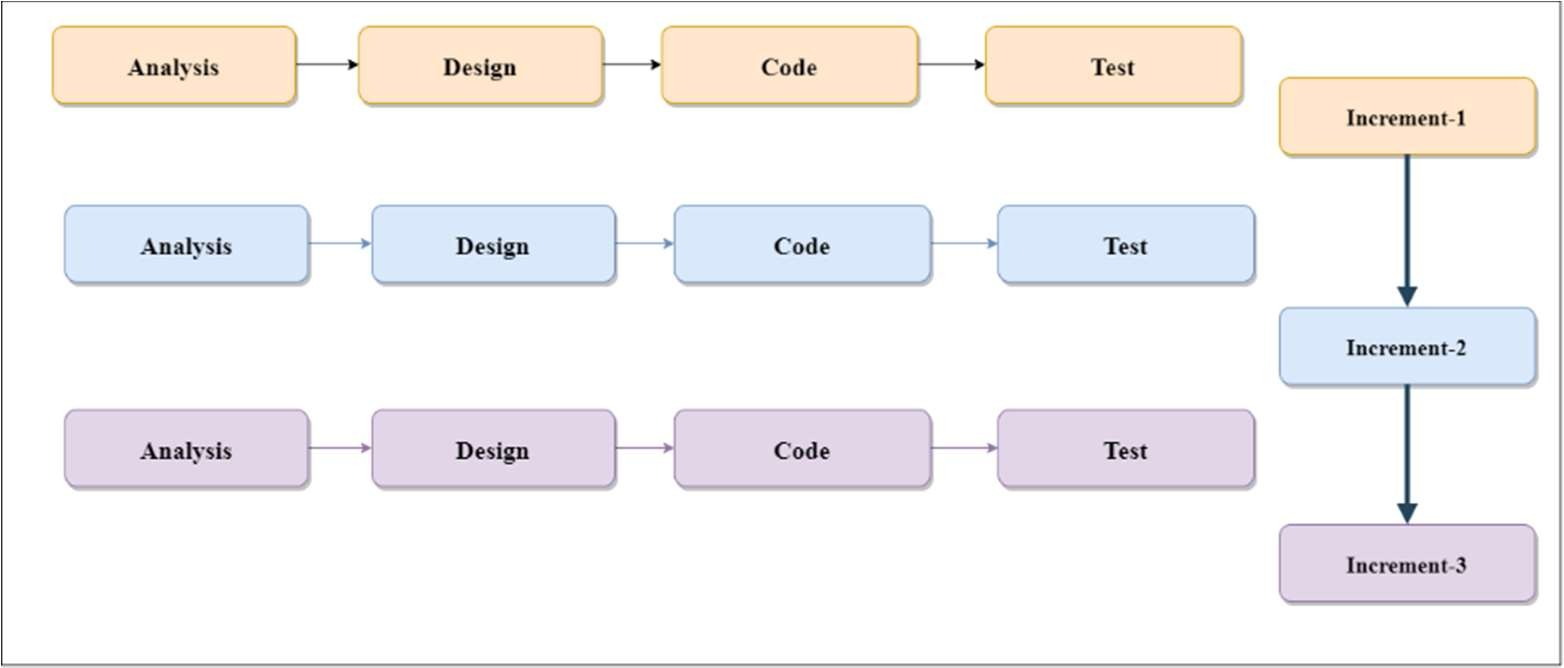 Analysis
Design
Code
Test
Increment-1
Analysis
Design
Code
Test
Increment-2
Analysis
Design
Code
Test
Increment-3